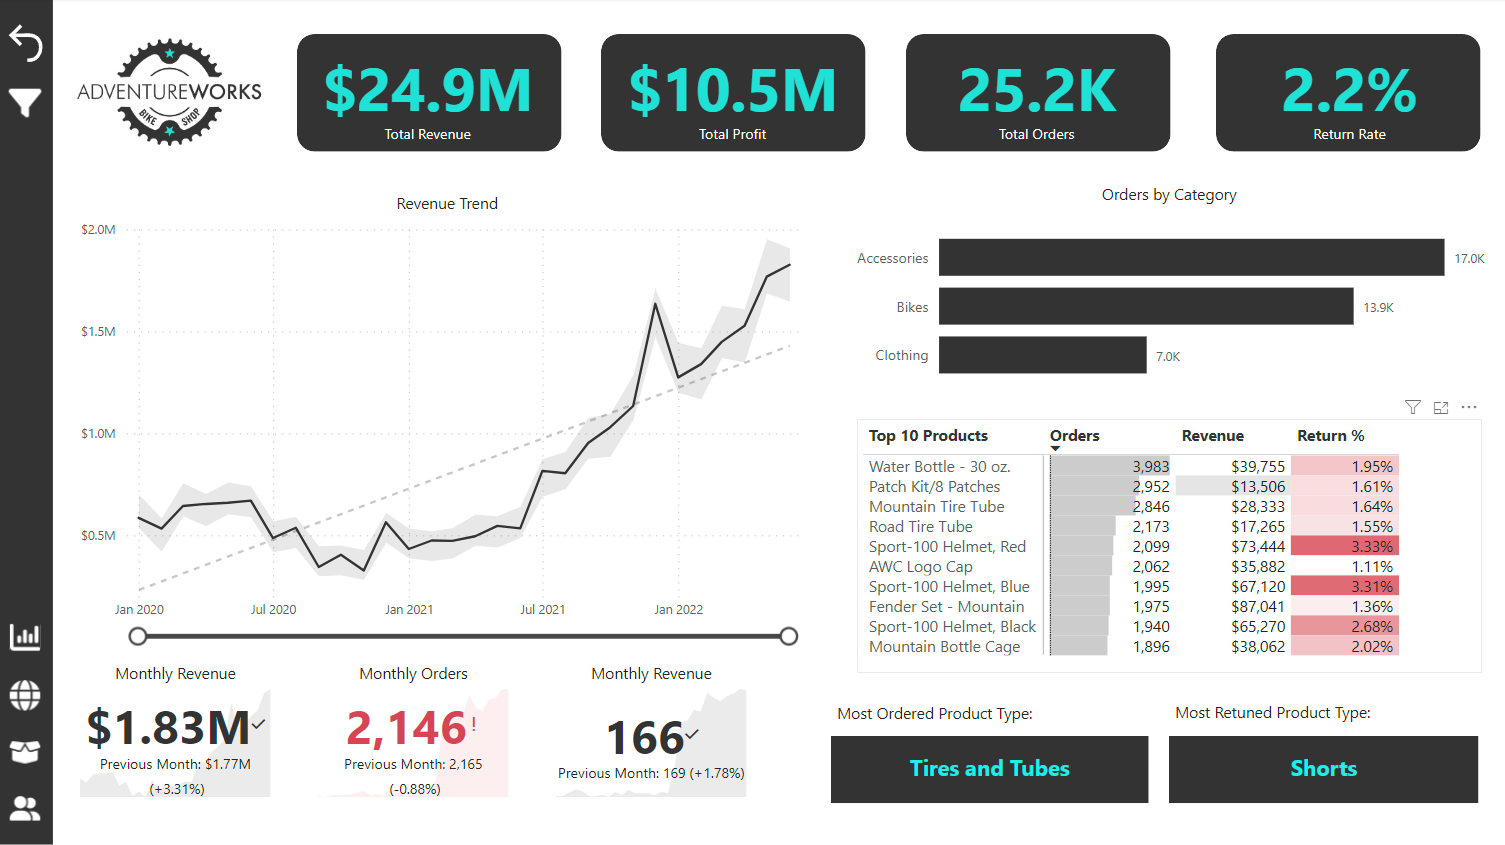 ADVENTUREWORKS
BIKE SHOP
$24.9M
Total Revenue
$10.5M
Total Profit
25.2K
Total Orders
2.2%
Return Rate
Revenue Trend
$2.0M
$1.5M
$1.0M
$0.5M
Jan 2020 Jul 2020 Jan 2021 Jul 2021 Jan 2022
Monthly Revenue
$1.83M
Previous Month: $1.77M
(+3.31%)
Monthly Orders
2,146!
Previous Month: 2,165
(-0.88%)
Monthly Revenue
166
Previous Month: 169 (+1.78%)
Orders by Category
Accessories 17.0K
Bikes 13.9K
Clothing 7.0K
Top 10 Products Orders Revenue Return %
Water Bottle - 30 oz. 3,983 $39,755 1.95%
Patch Kit/8 Patches 2,952 $13,506 1.61%
Mountain Tire Tube 2,846 $28,333 1.64%
Road Tire Tube 2,173 $17,265 1.55%
Sport-100 Helmet, Red 2,099 $73,444 3.33%
AWC Logo Cap 2,062 $35,882 1.11%
Sport-100 Helmet, Blue 1,995 $67,120 3.31%
Fender Set - Mountain 1,975 $87,041 1.36%
Sport-100 Helmet, Black 1,940 $65,270 2.68%
Mountain Bottle Cage 1,896 $38,062 2.02%
Most Ordered Product Type:
Tires and Tubes
Most Retuned Product Type:
Shorts